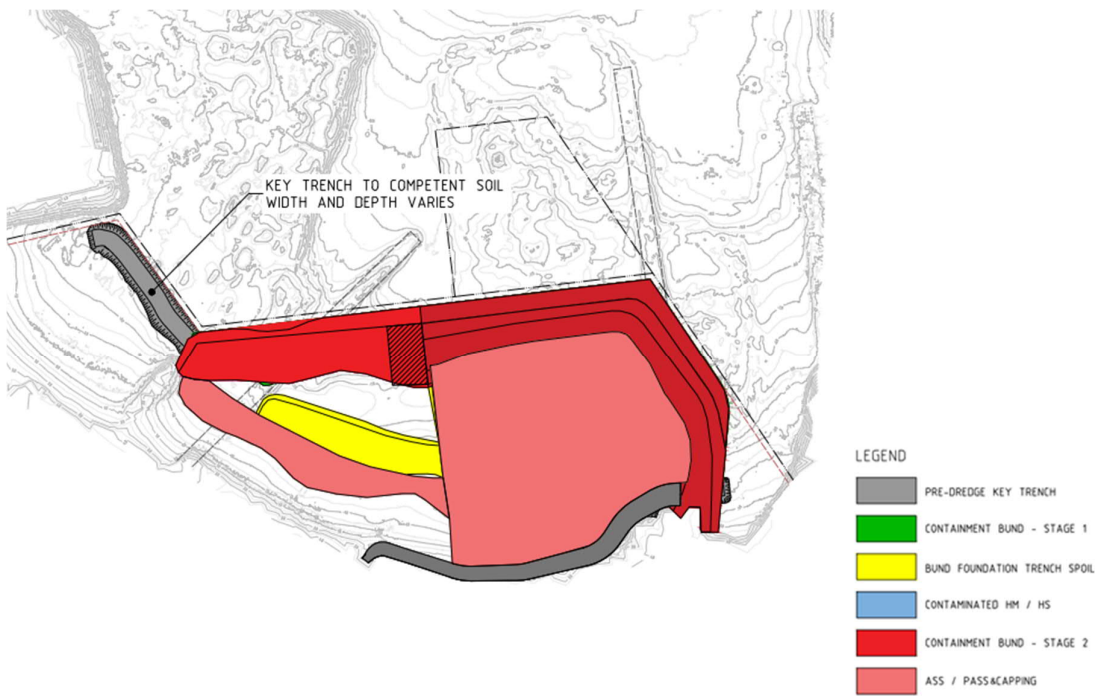 KEY TRENCH TO COMPETENT SOIL
WIDTH AND DEPTH VARIES
LEGEND
PRE-DREDGE KEY TRENCH
CONTAINMENT BUND - STAGE 1
BUND FOUNDATION TRENCH SPOIL
CONTAMINATED HM / HS
CONTAINMENT BUND - STAGE 2
ASS / PASS&CAPPING